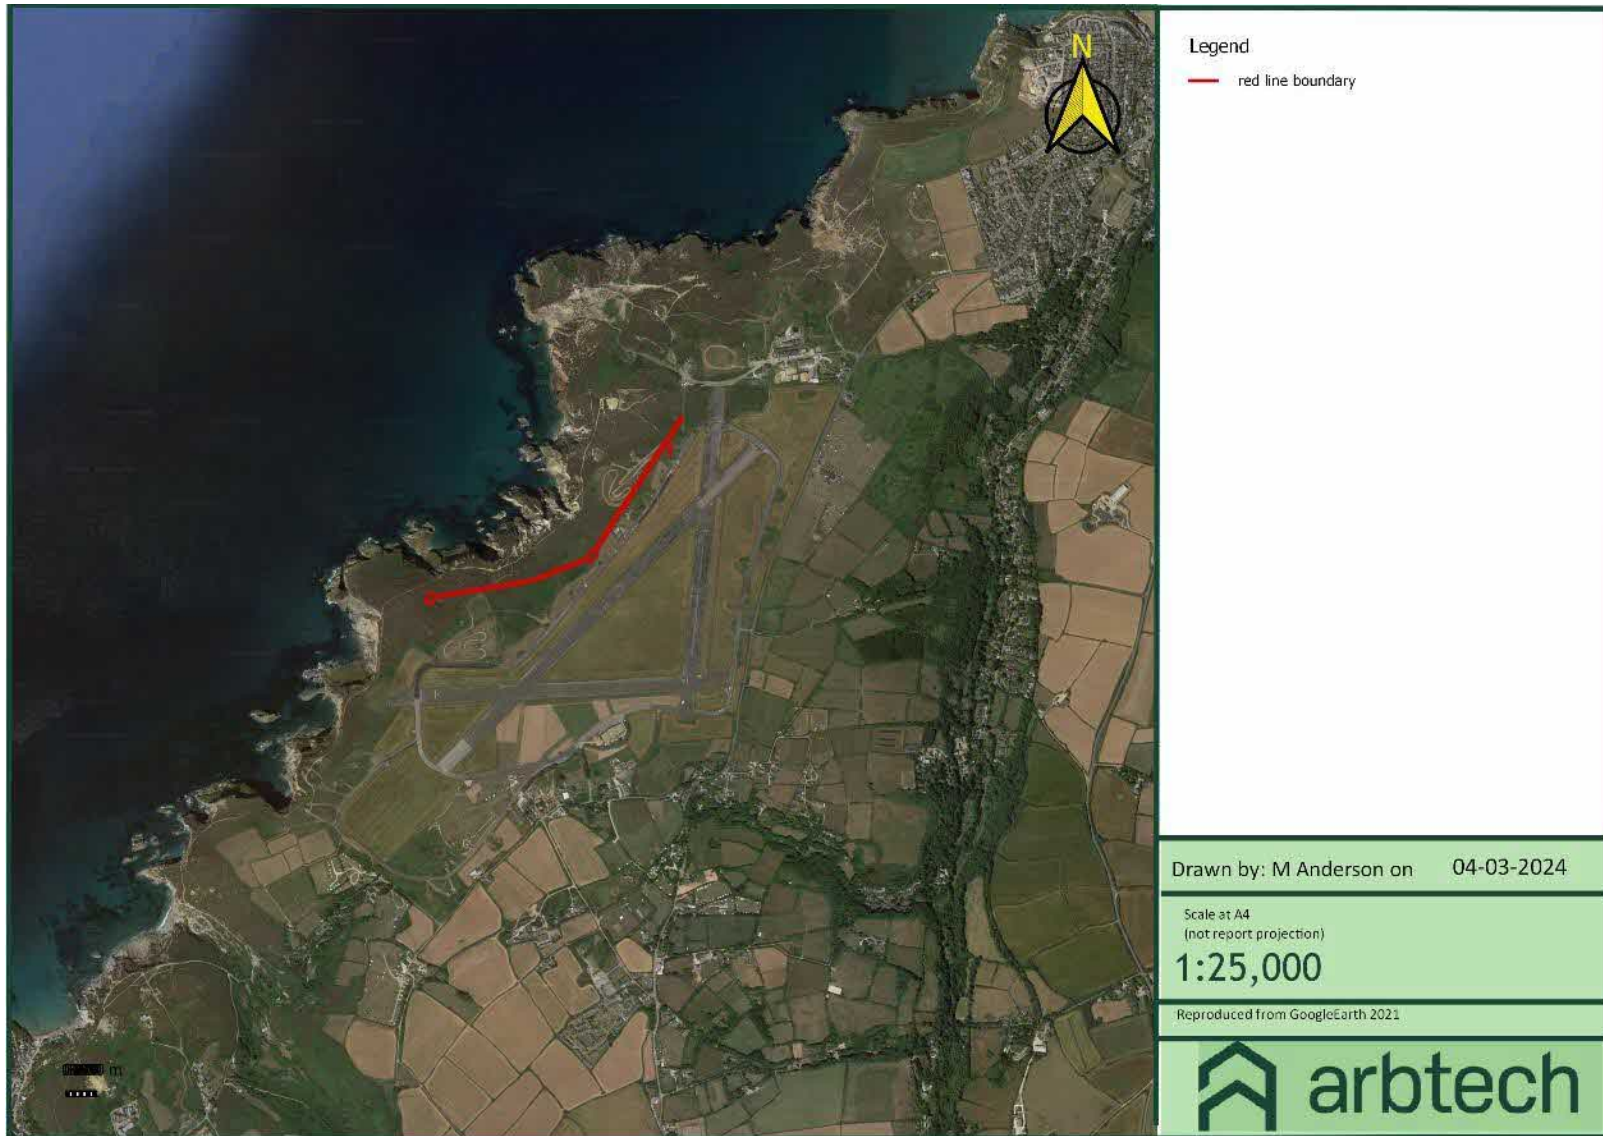 N
Legend
red line boundary
Drawn by: M Anderson on 04-03-2024
Scale at A4
(not report projection)
1:25,000
Reproduced from GoogleEarth 2021
arbtech
m